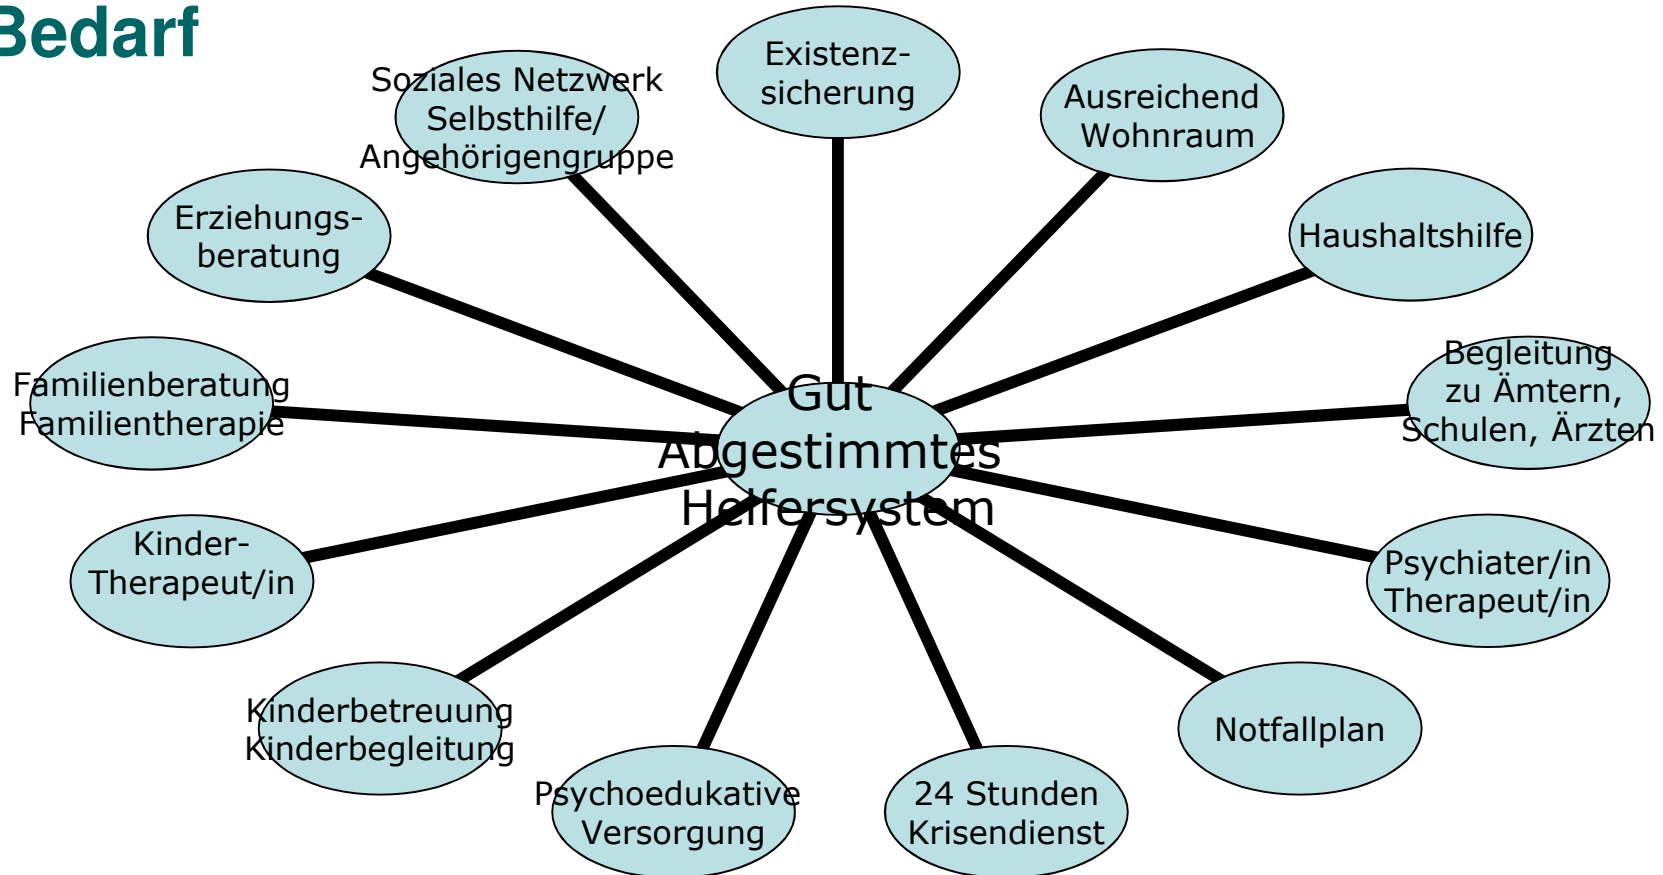 Bedarf
Existenz-
sicherung
Ausreichend
Wohnraum
Haushaltshilfe
Begleitung
zu Ämtern,
Schulen, Ärzten
Psychiater/in
Therapeut/in
Notfallplan
24 Stunden
Krisendienst
Psychoedukative
Versorgung
Kinderbetreuung
Kinderbegleitung
Kinder-
Therapeut/in
Familienberatung
Familientherapie
Erziehungs-
beratung
Soziales Netzwerk
Selbsthilfe/
Angehörigengruppe
Gut
Abgestimmtes
Helfersystem